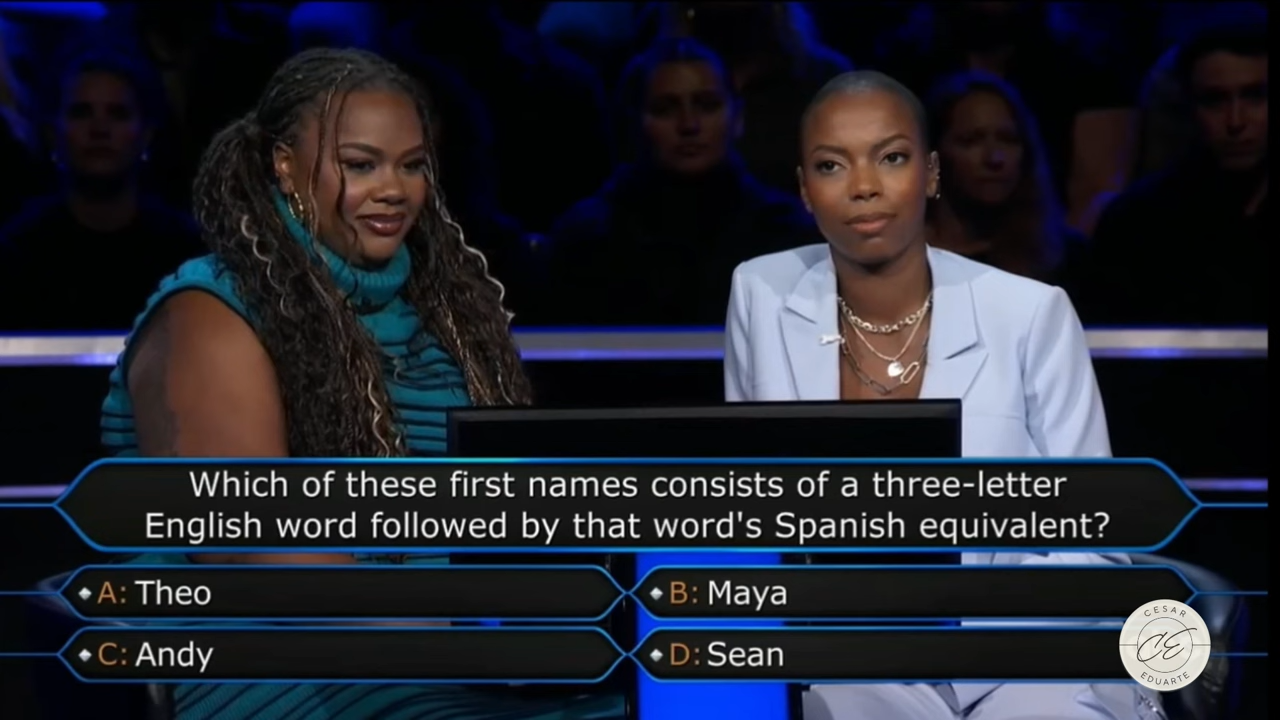 Which of these first names consists of a three-letter
English word followed by that word's Spanish equivalent?
A: Theo
B: Maya
C: Andy
D: Sean
CESAR
CE
EDUARTE